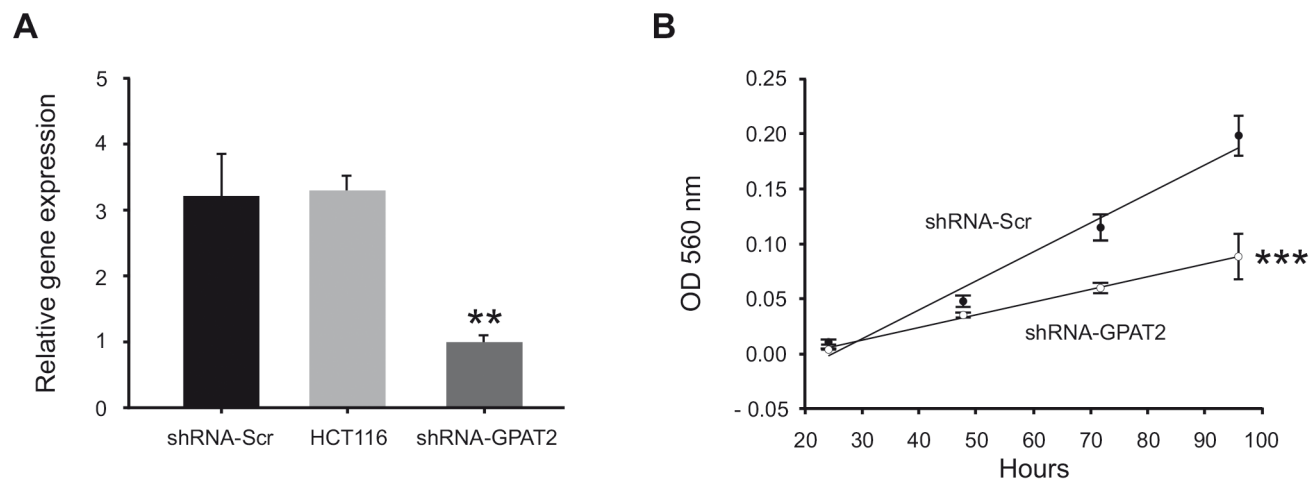 A
B
Relative gene expression
5
4
3
2
1
0
**
shRNA-Scr HCT116 shRNA-GPAT2
OD 560 nm
0.25
0.20
0.15
0.10
0.05
0.00
- 0.05
shRNA-Scr
***
shRNA-GPAT2
20 30 40 50 60 70 80 90 100
Hours